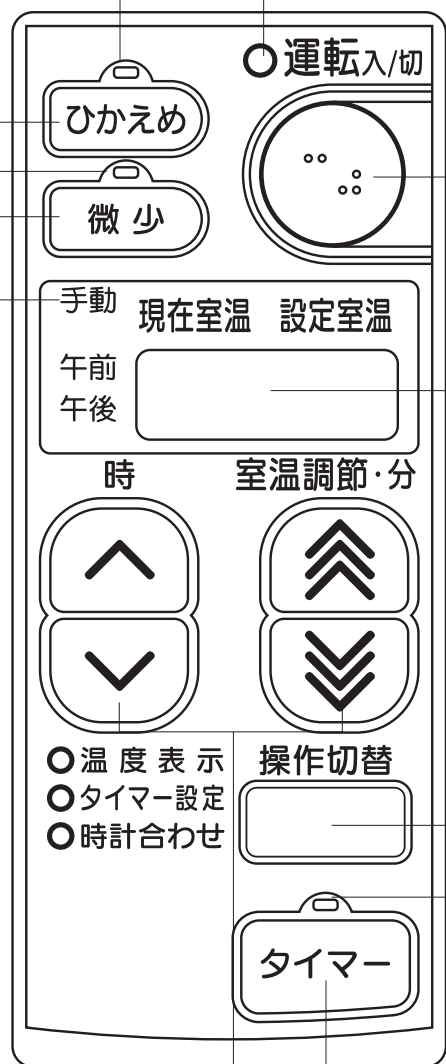 運転入/切
ひかえめ
微少
手動
現在室温 設定室温
午前
午後
時 室温調節・分
温度表示
タイマー設定
時計合わせ
操作切替
タイマー